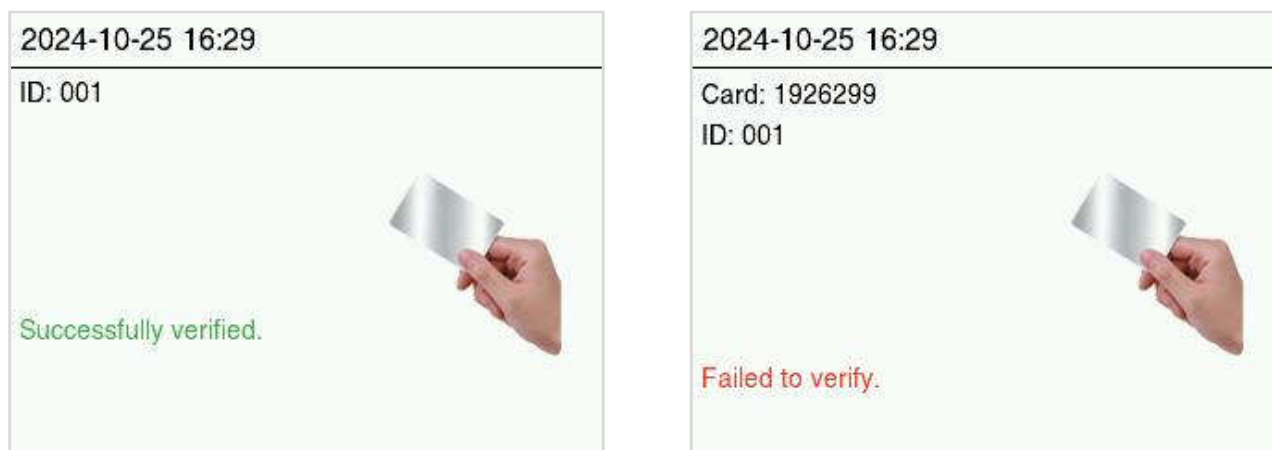 2024-10-25 16:29
ID: 001
Successfully verified.
2024-10-25 16:29
Card: 1926299
ID: 001
Failed to verify.